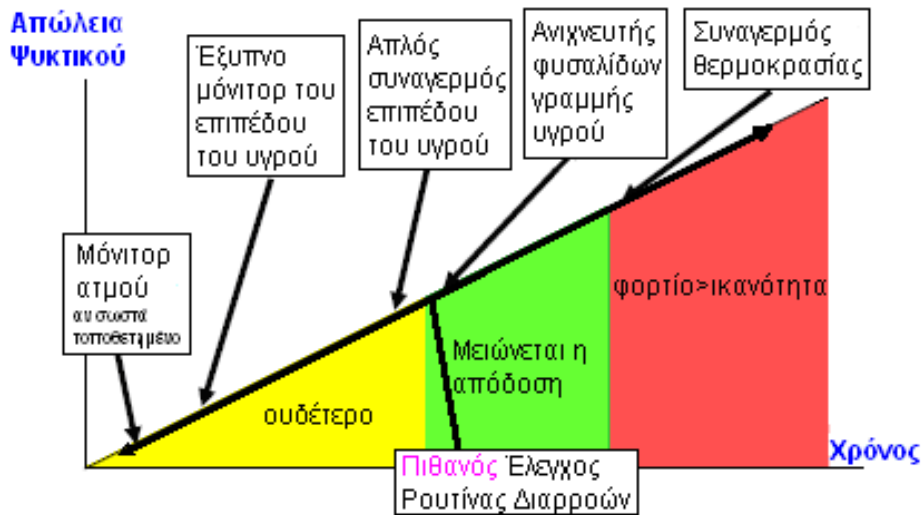 Απώλεια
Ψυκτικού
Έξυπνο
μόνιτορ του
επιπέδου
του υγρού
Απλός
συναγερμός
επιπέδου
του υγρού
Ανιχνευτής
φυσαλίδων
γραμμής
υγρού
Συναγερμός
θερμοκρασίας
Μόνιτορ
ατμού
αν σωστά
τοποθετημένο
φορτίο>ικανότητα
Μειώνεται η
απόδοση
ουδέτερο
Χρόνος
Πιθανός Έλεγχος
Ρουτίνας Διαρροών